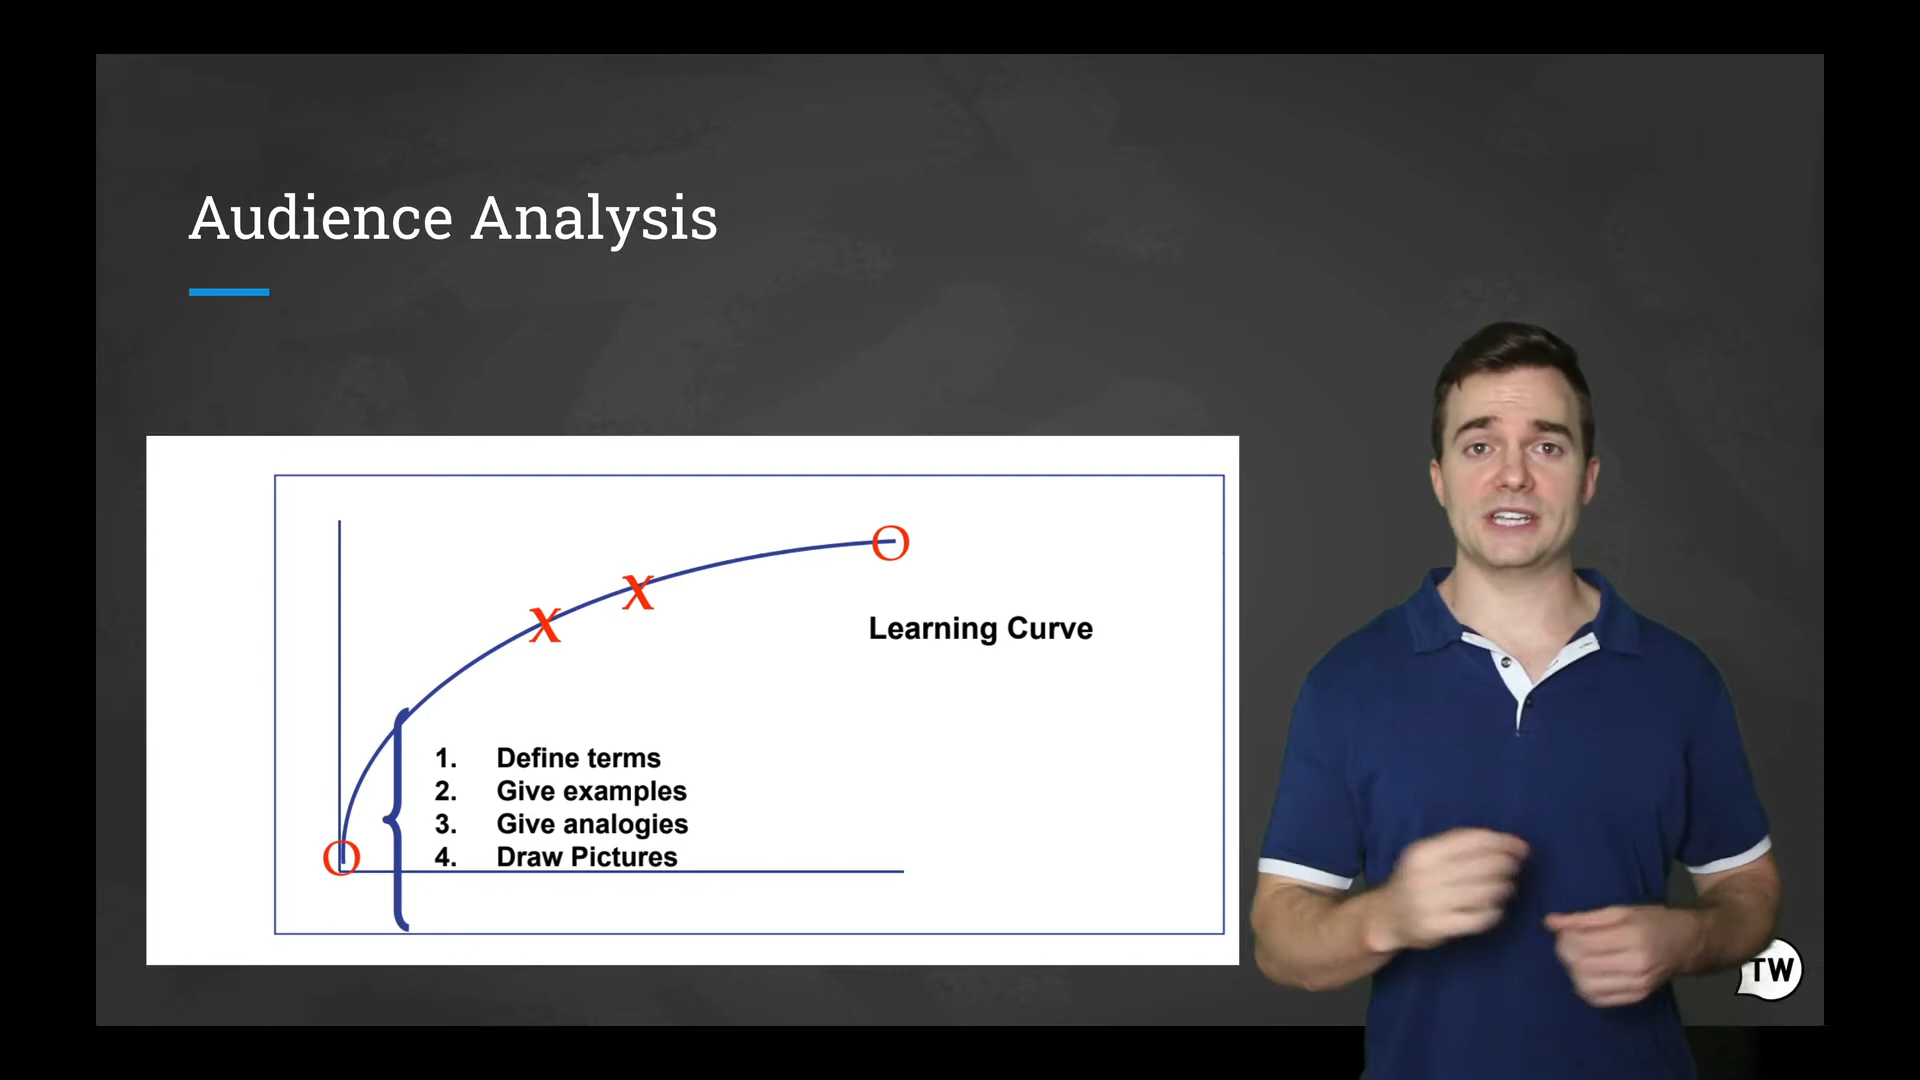 Audience Analysis
O
X
X
O
Learning Curve
1. Define terms
2. Give examples
3. Give analogies
4. Draw Pictures
TW